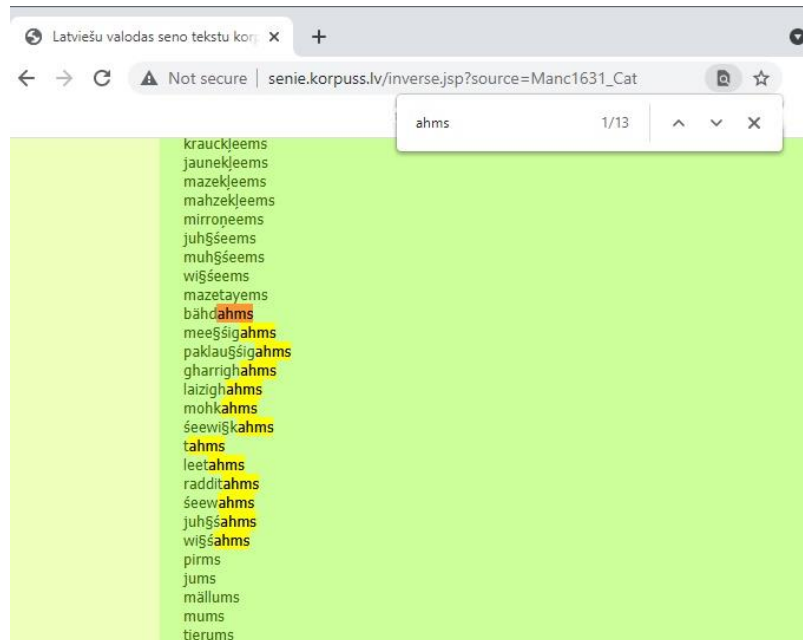 Latviešu valodas seno tekstu kor
Not secure | senie.korpuss.lv/inverse.jsp?source=Manc1631_Cat
ahms 1/13
krauckļeems
jaunekļeems
mazekļeems
mahzekļeems
mirroņeems
juh§śeems
muh§śeems
wi§śeems
mazetayems
bähdahms
mee§śigahms
paklau§śigahms
gharrighahms
laizighahms
mohkahms
śeewi§kahms
tahms
leetahms
radditahms
śeewahms
juh§śahms
wi§śahms
pirms
jums
mällums
mums
tierums